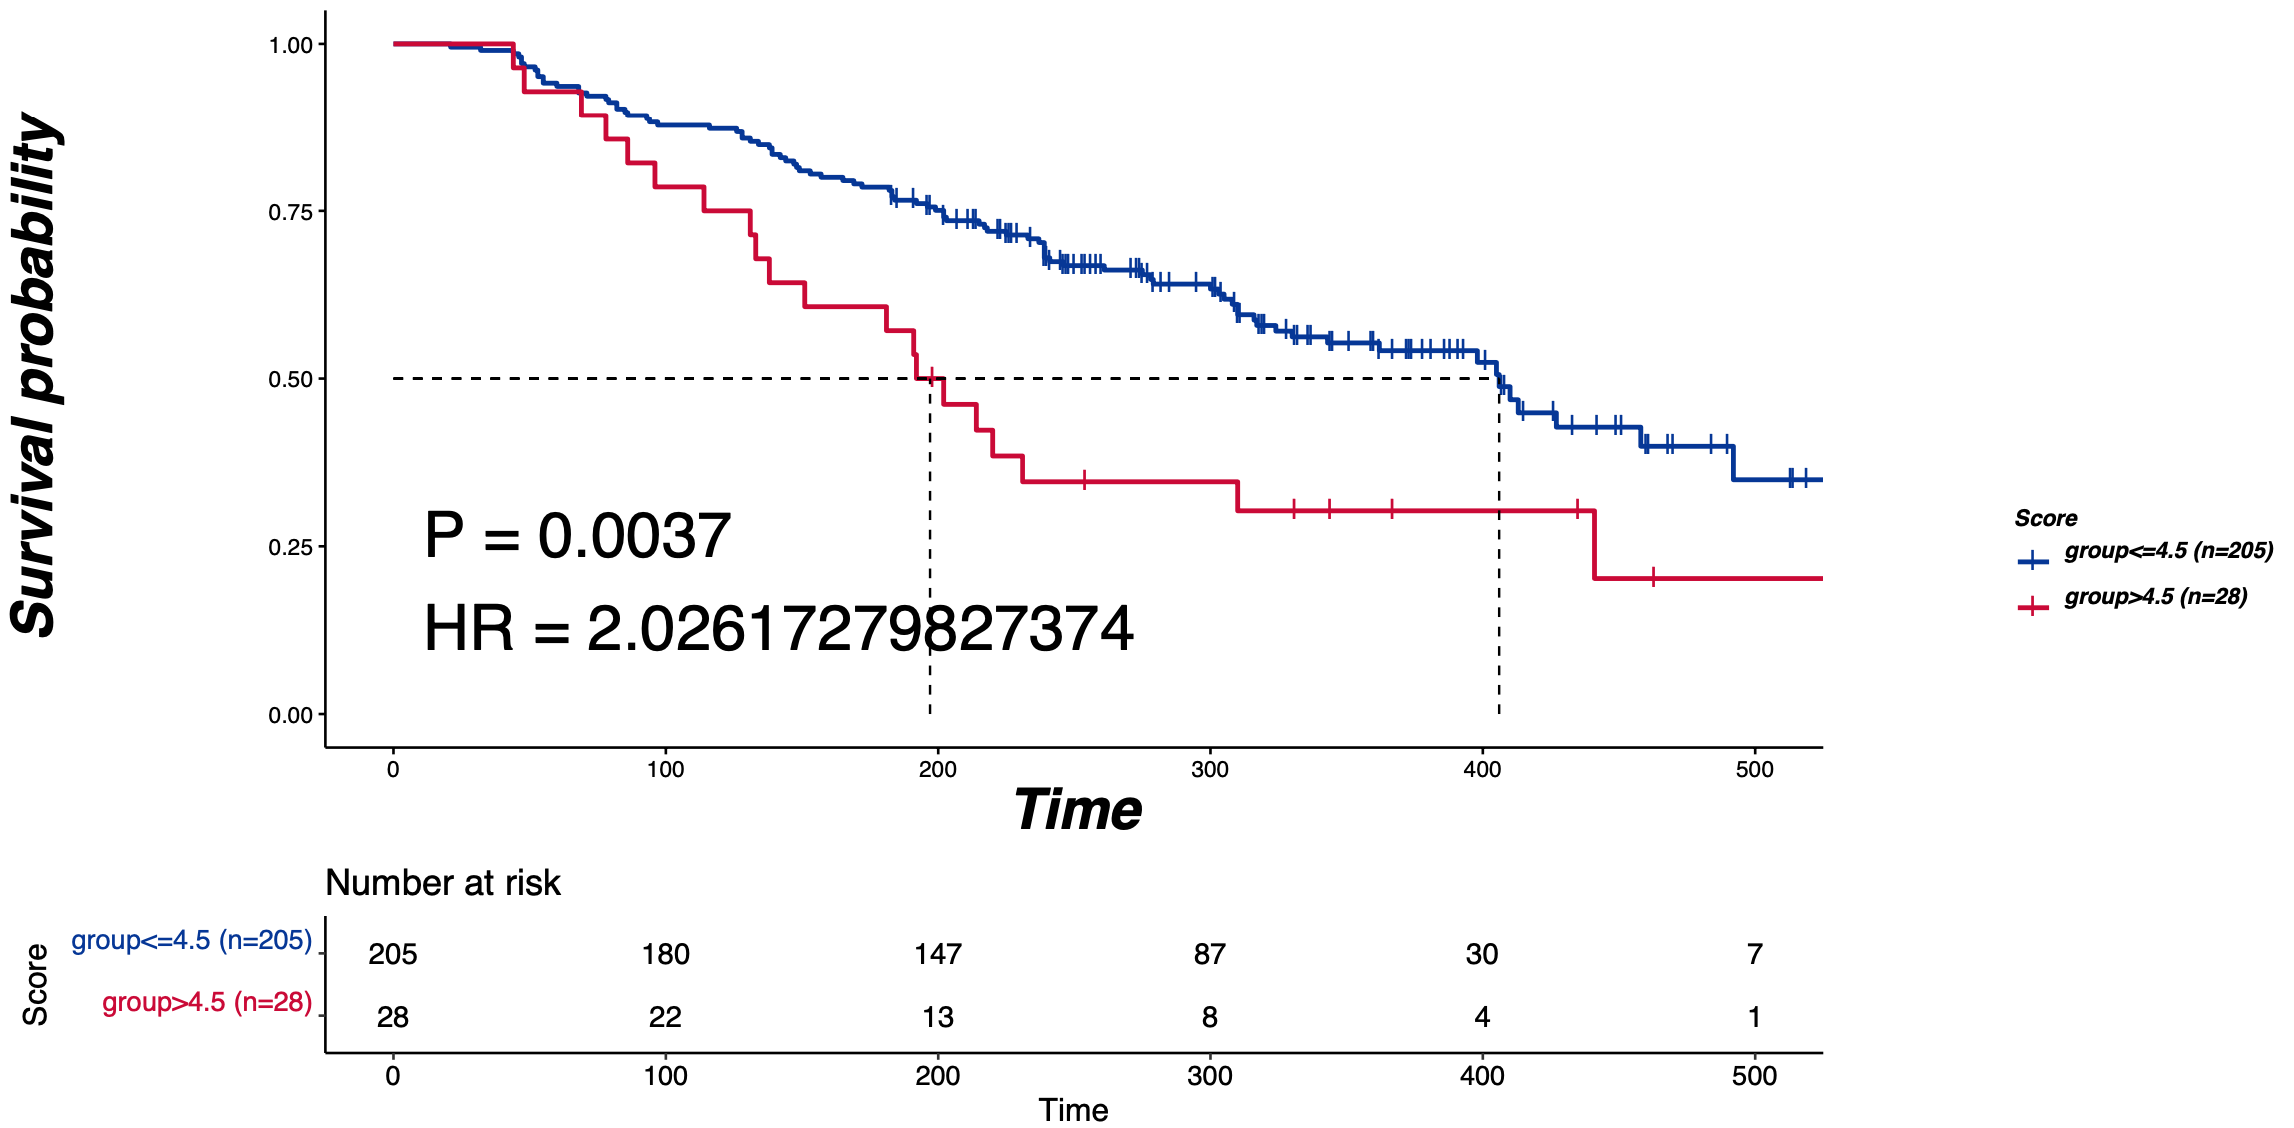 Survival probability
1.00
0.75
0.50
0.25
0.00
P = 0.0037
HR = 2.02617279827374
0 100 200 300 400 500
Time
Score
group<=4.5 (n=205)
group>4.5 (n=28)
Number at risk
Score
group<=4.5 (n=205) 205 180 147 87 30 7
group>4.5 (n=28) 28 22 13 8 4 1
0 100 200 300 400 500
Time